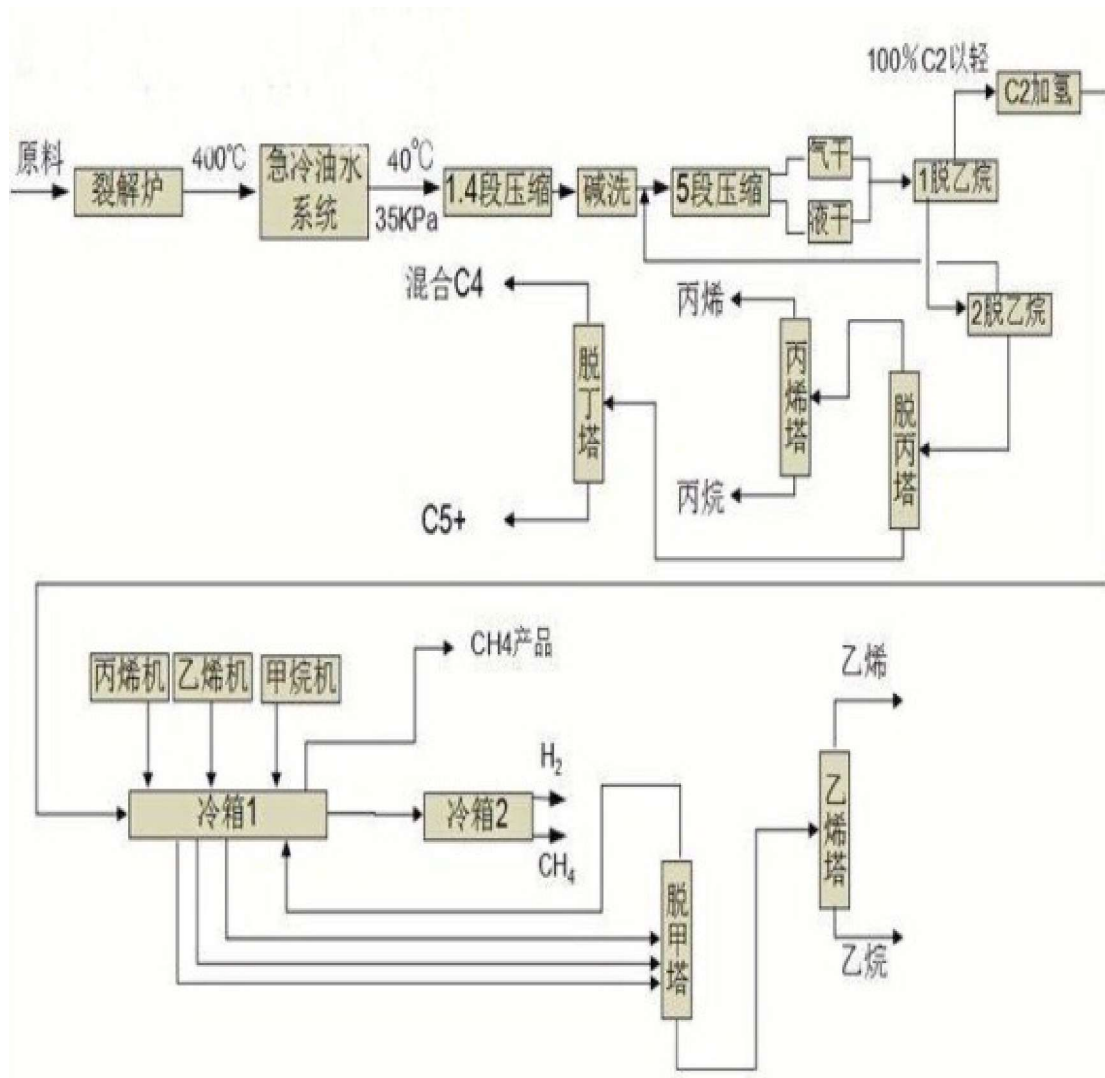 100%C2以轻
C2加氢
原料
裂解炉
400℃
急冷油水
系统
40℃
35KPa
1.4段压缩
碱洗
5段压缩
气干
液干
1脱乙烷
2脱乙烷
混合C4
脱丁塔
C5+
丙烯
丙烯塔
丙烷
脱丙塔
丙烯机
乙烯机
甲烷机
CH4产品
冷箱1
冷箱2
H₂
CH₄
脱甲塔
乙烯
乙烯塔
乙烷